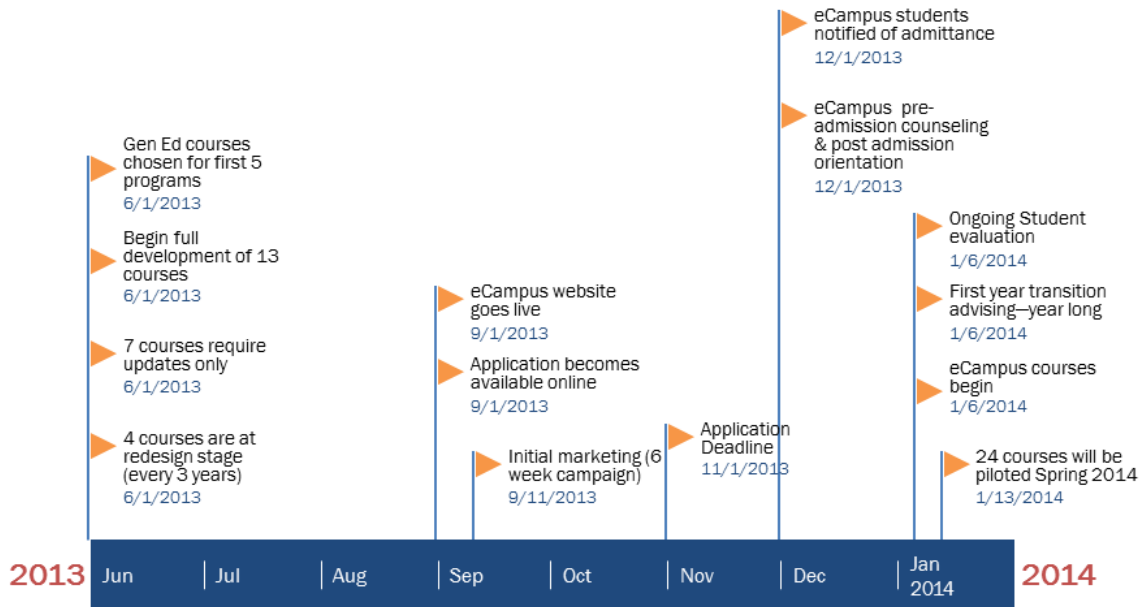 Gen Ed courses
chosen for first 5
programs
6/1/2013
Begin full
development of 13
courses
6/1/2013
7 courses require
updates only
6/1/2013
4 courses are at
redesign stage
(every 3 years)
6/1/2013
eCampus website
goes live
9/1/2013
Application becomes
available online
9/1/2013
Initial marketing (6
week campaign)
9/11/2013
Application
Deadline
11/1/2013
eCampus students
notified of admittance
12/1/2013
eCampus pre-
admission counseling
& post admission
orientation
12/1/2013
Ongoing Student
evaluation
1/6/2014
First year transition
advising—year long
1/6/2014
eCampus courses
begin
1/6/2014
24 courses will be
piloted Spring 2014
1/13/2014
2013 Jun Jul Aug Sep Oct Nov Dec Jan
2014
2014